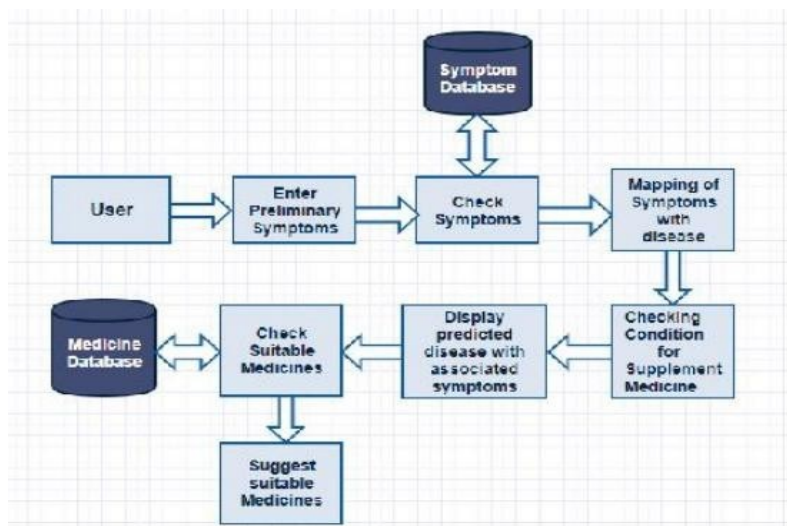 Symptom
Database
User
Enter
Preliminary
Symptoms
Check
Symptoms
Mapping of
Symptoms
with
disease
Medicine
Database
Check
Suitable
Medicines
Display
predicted
disease with
associated
symptoms
Checking
Condition
for
Supplement
Medicine
Suggest
suitable
Medicines